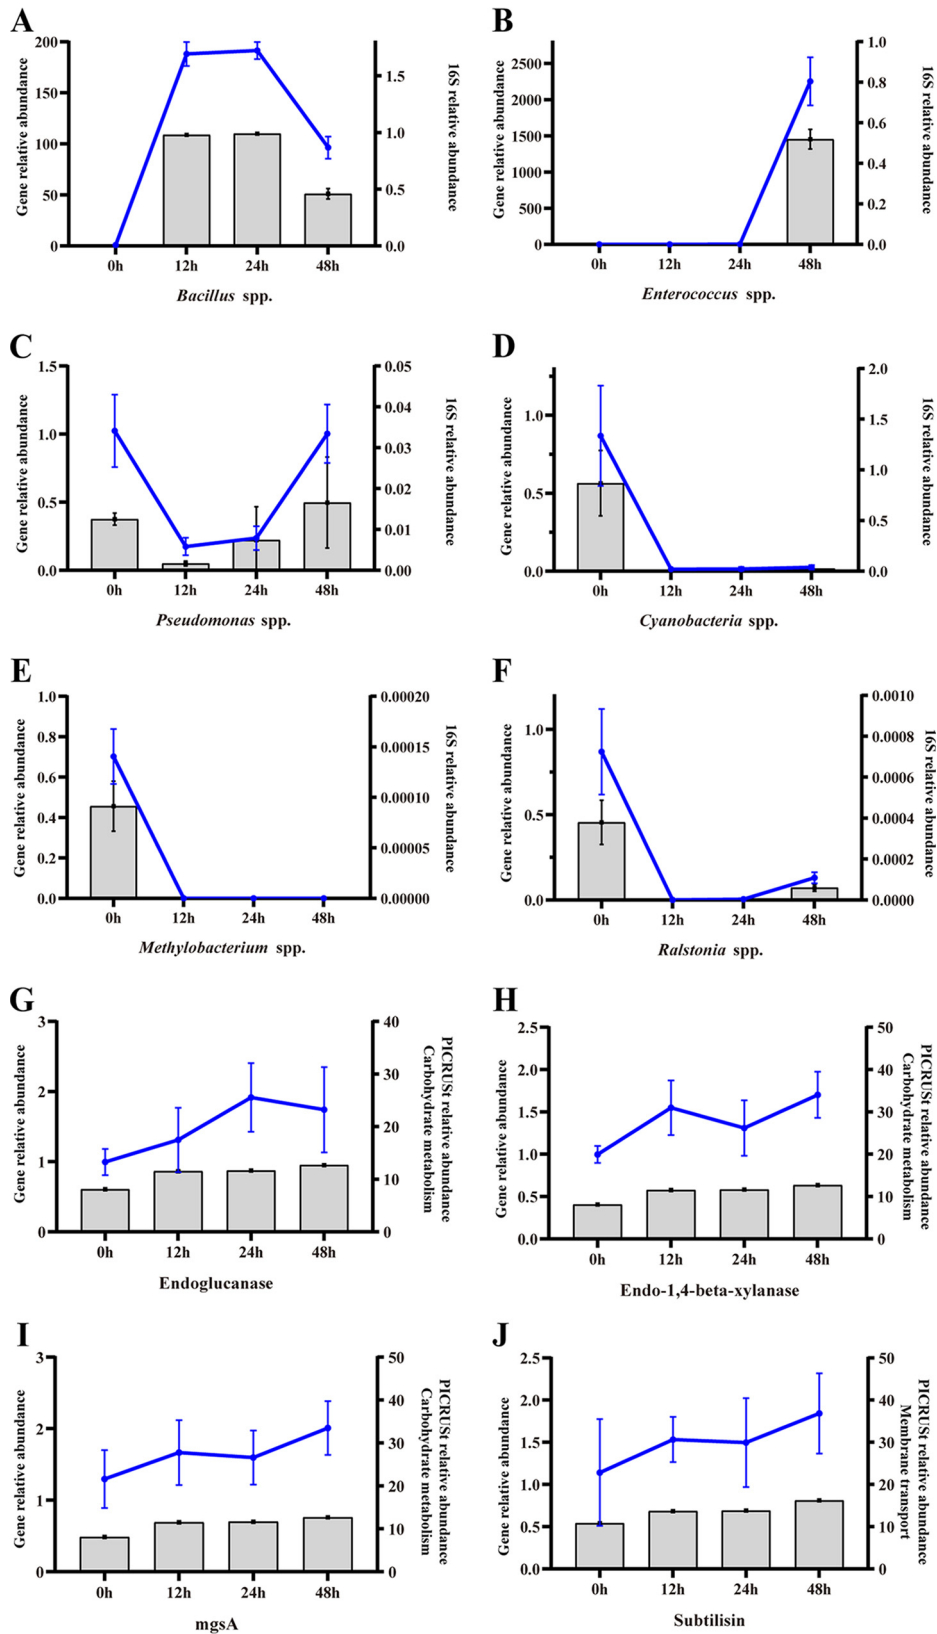 A
Gene relative abundance
200
150
100
50
0
16S relative abundance
1.5
1.0
0.5
0.0
0h 12h 24h 48h
Bacillus spp.
B
Gene relative abundance
2500
2000
1500
1000
500
0
16S relative abundance
1.0
0.8
0.6
0.4
0.2
0.0
0h 12h 24h 48h
Enterococcus spp.
C
Gene relative abundance
1.5
1.0
0.5
0.0
16S relative abundance
0.05
0.04
0.03
0.02
0.01
0.00
0h 12h 24h 48h
Pseudomonas spp.
D
Gene relative abundance
1.0
0.5
0.0
16S relative abundance
2.0
1.5
1.0
0.5
0.0
0h 12h 24h 48h
Cyanobacteria spp.
E
Gene relative abundance
1.0
0.8
0.6
0.4
0.2
0.0
16S relative abundance
0.00020
0.00015
0.00010
0.00005
0.00000
0h 12h 24h 48h
Methylobacterium spp.
F
Gene relative abundance
1.0
0.5
0.0
16S relative abundance
0.0010
0.0008
0.0006
0.0004
0.0002
0.0000
0h 12h 24h 48h
Ralstonia spp.
G
Gene relative abundance
3
2
1
0
PICRUSt relative abundance
Carbohydrate metabolism
40
30
20
10
0
0h 12h 24h 48h
Endoglucanase
H
Gene relative abundance
2.5
2.0
1.5
1.0
0.5
0.0
PICRUSt relative abundance
Carbohydrate metabolism
50
40
30
20
10
0
0h 12h 24h 48h
Endo-1,4-beta-xylanase
I
Gene relative abundance
3
2
1
0
PICRUSt relative abundance
Carbohydrate metabolism
50
40
30
20
10
0
0h 12h 24h 48h
mgsA
J
Gene relative abundance
2.5
2.0
1.5
1.0
0.5
0.0
PICRUSt relative abundance
Membrane transport
50
40
30
20
10
0
0h 12h 24h 48h
Subtilisin